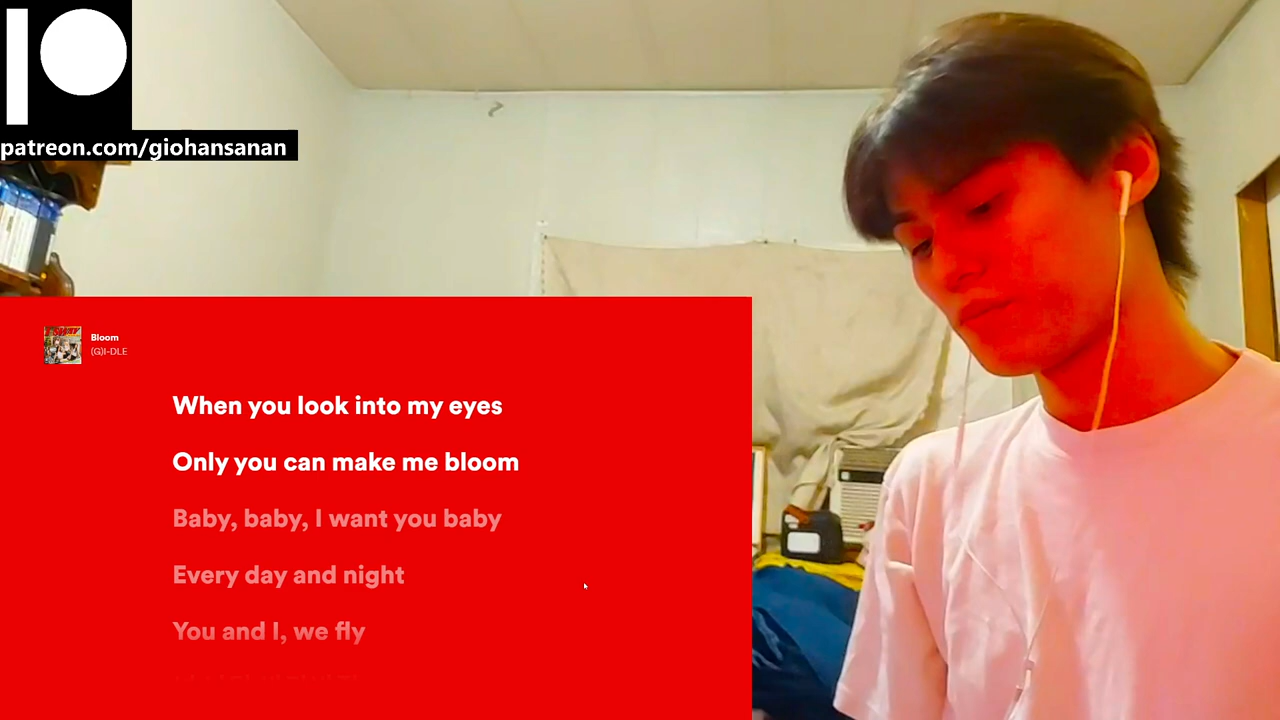 patreon.com/giohansanan
Bloom
(G)I-DLE
When you look into my eyes
Only you can make me bloom
Baby, baby, I want you baby
Every day and night
You and I, we fly